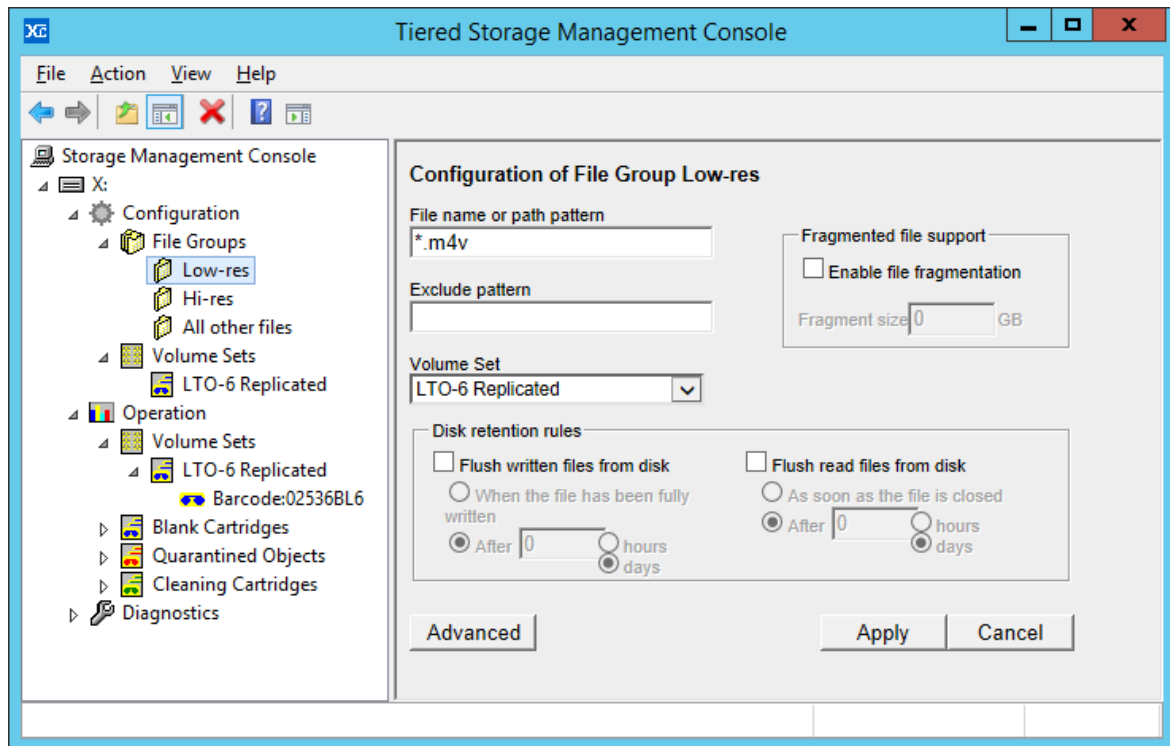 XC
Tiered Storage Management Console
File Action View Help
Storage Management Console
X:
Configuration
File Groups
Low-res
Hi-res
All other files
Volume Sets
LTO-6 Replicated
Operation
Volume Sets
LTO-6 Replicated
Barcode:02536BL6
Blank Cartridges
Quarantined Objects
Cleaning Cartridges
Diagnostics
Configuration of File Group Low-res
File name or path pattern
*.m4v
Exclude pattern
Volume Set
LTO-6 Replicated
Fragmented file support
Enable file fragmentation
Fragment size 0 GB
Disk retention rules
Flush written files from disk
When the file has been fully
written
After 0 hours
days
Flush read files from disk
As soon as the file is closed
After 0 hours
days
Advanced
Apply
Cancel